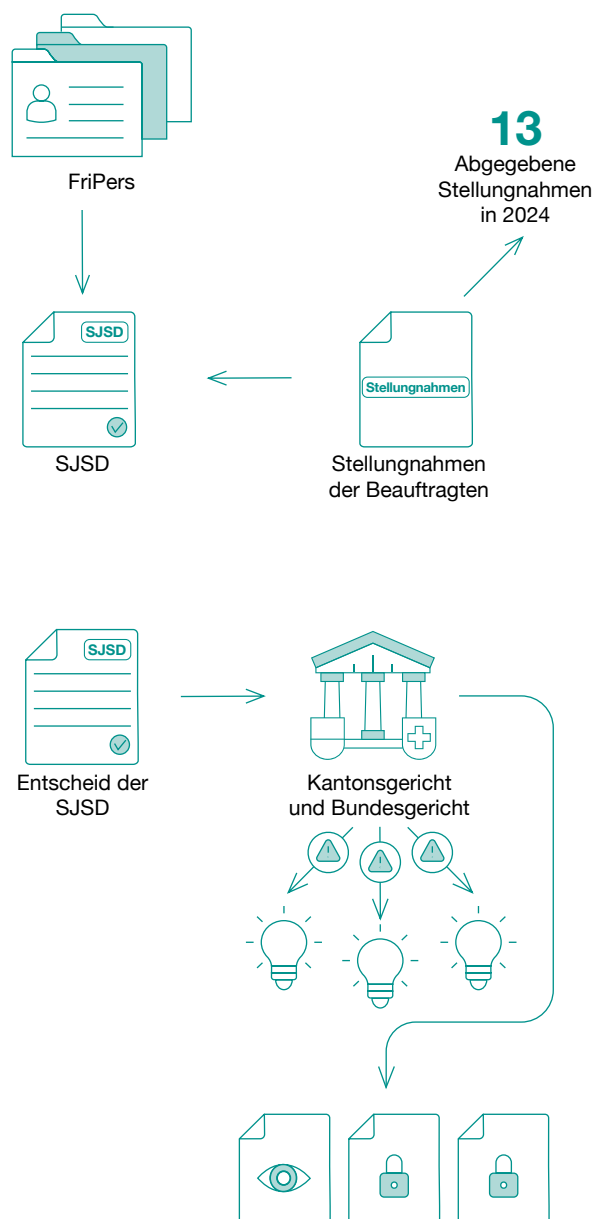 FriPers
13
Abgegebene
Stellungnahmen
in 2024
SJSD
SJSD
Stellungnahmen
Stellungnahmen
der Beauftragten
SJSD
Entscheid der
SJSD
Kantonsgericht
und Bundesgericht